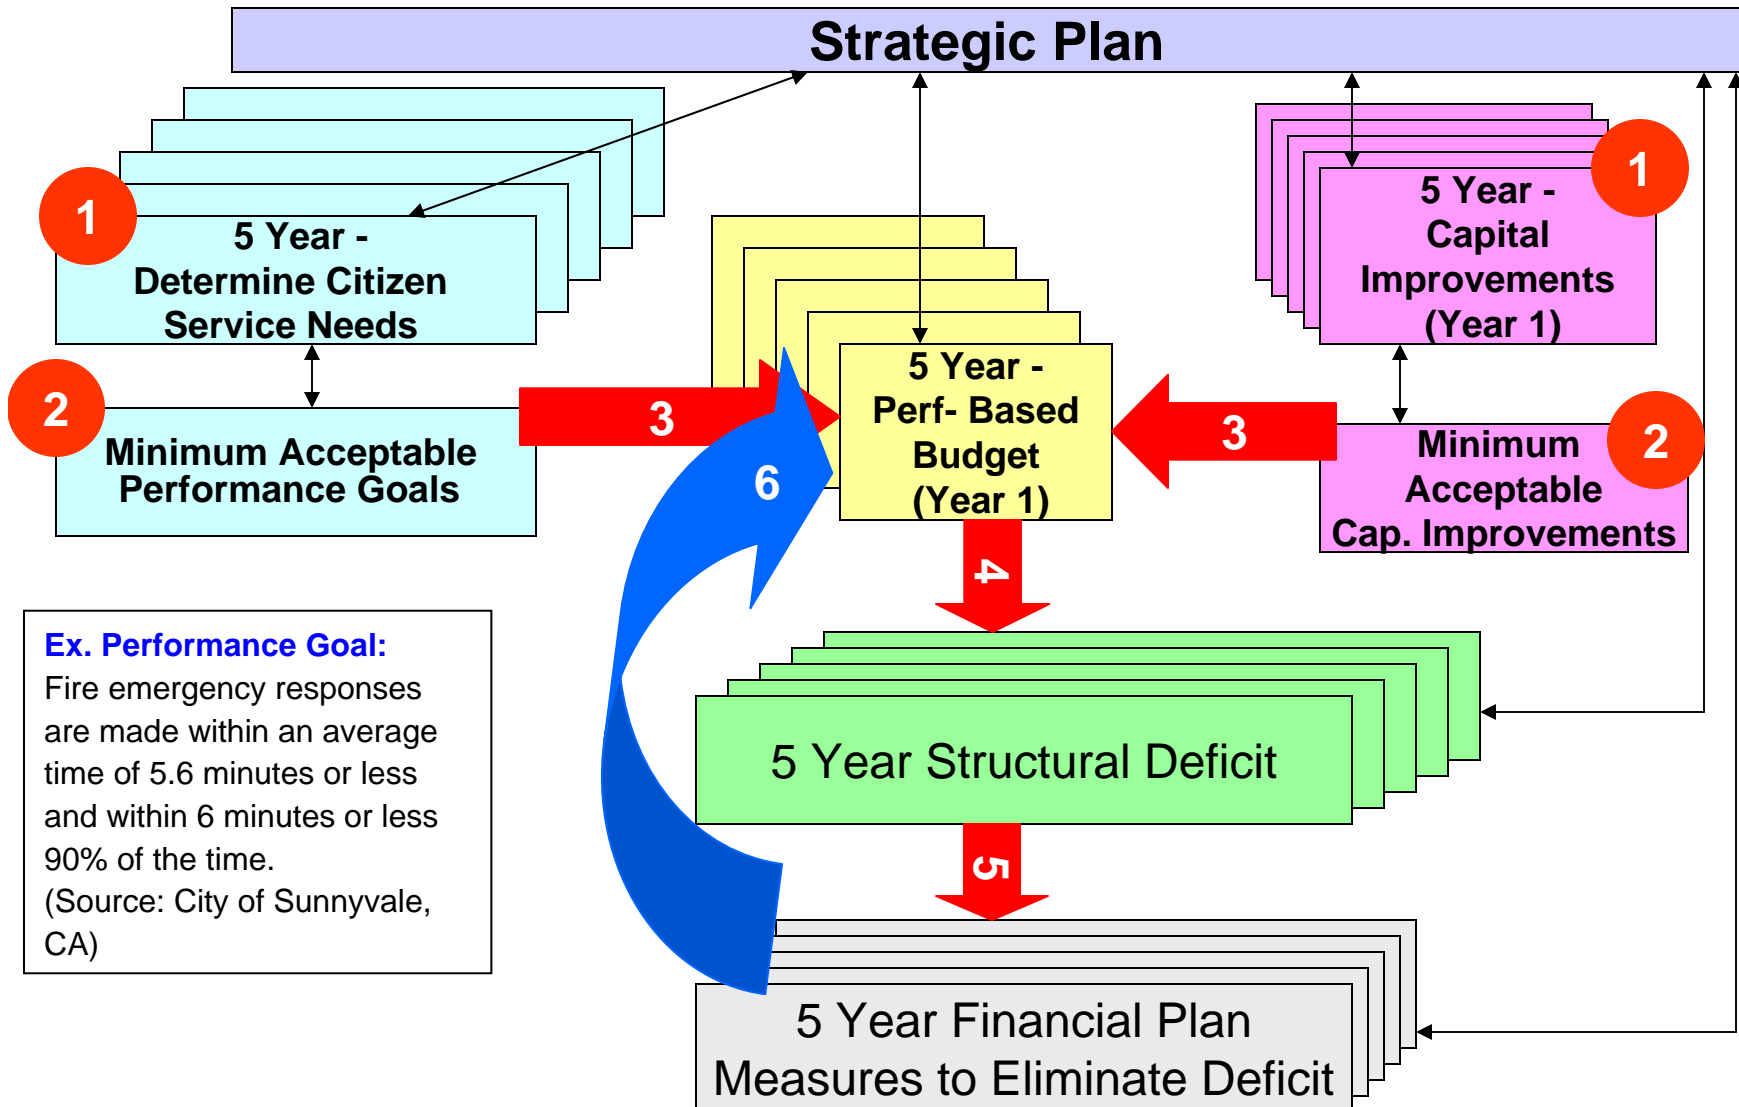 Strategic Plan
1
5 Year -
Determine Citizen
Service Needs
1
5 Year -
Capital
Improvements
(Year 1)
2
Minimum Acceptable
Performance Goals
3
5 Year -
Perf- Based
Budget
(Year 1)
3
2
Minimum
Acceptable
Cap. Improvements
6
4
Ex. Performance Goal:
Fire emergency responses
are made within an average
time of 5.6 minutes or less
and within 6 minutes or less
90% of the time.
(Source: City of Sunnyvale,
CA)
5 Year Structural Deficit
5
5 Year Financial Plan
Measures to Eliminate Deficit